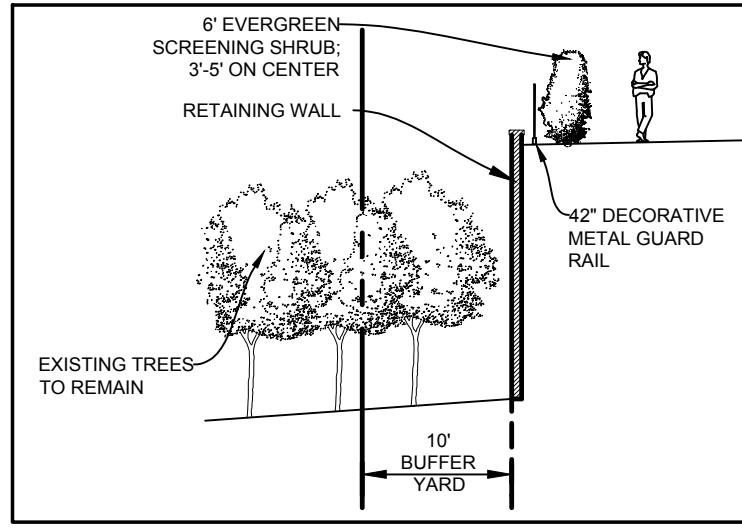 6' EVERGREEN
SCREENING SHRUB;
3'-5' ON CENTER
RETAINING WALL
42" DECORATIVE
METAL GUARD
RAIL
EXISTING TREES
TO REMAIN
10'
BUFFER
YARD